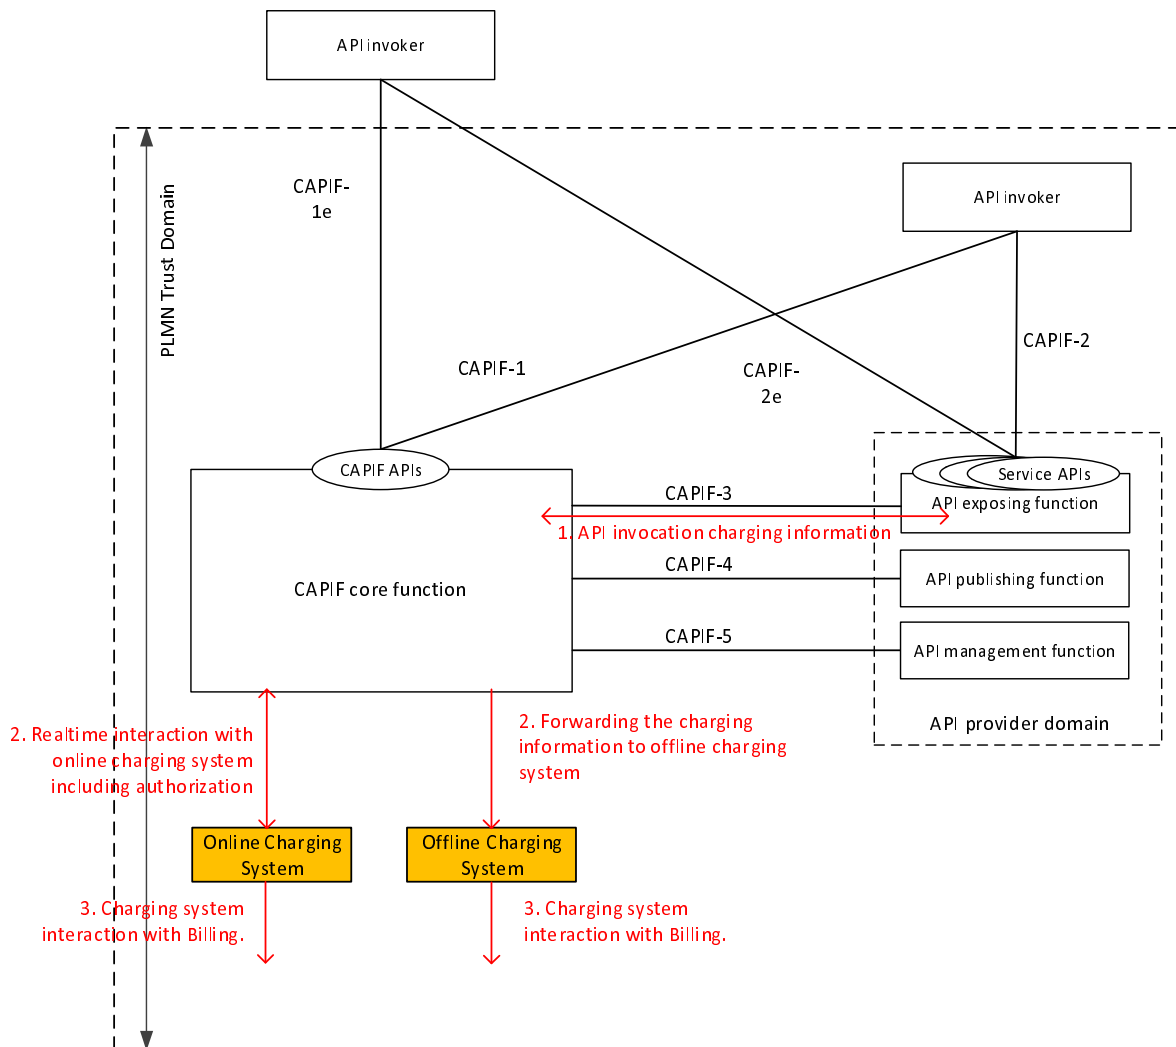 API invoker
CAPIF-
1e
PLMN Trust Domain
API invoker
CAPIF-1
CAPIF-
2e
CAPIF-2
CAPIF APIs
Service APIs
CAPIF-3
API exposing function
1. API invocation charging information
CAPIF-4
API publishing function
CAPIF core function
CAPIF-5
API management function
API provider domain
2. Realtime interaction with
online charging system
including authorization
2. Forwarding the charging
information to offline charging
system
Online Charging
System
Offline Charging
System
3. Charging system
interaction with Billing.
3. Charging system
interaction with Billing.